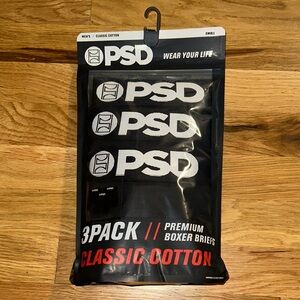 MEN'S / CLASSIC COTTON
SMALL
PSD WEAR YOUR LIFE
PSD
PSD
PSD
3PACK // PREMIUM
BOXER BRIEFS
CLASSIC COTTON